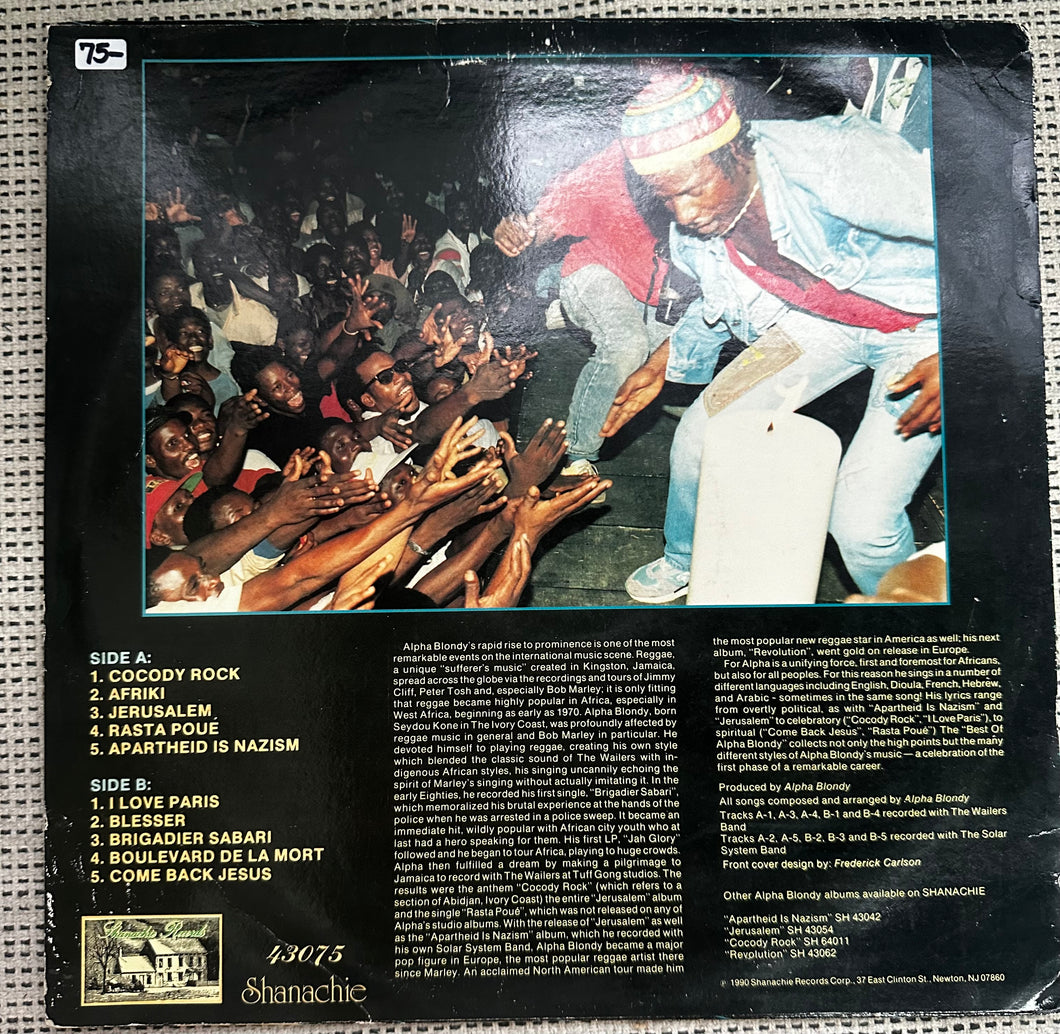 75-
SIDE A:
1. COCODY ROCK
2. AFRIKI
3. JERUSALEM
4. RASTA POUÉ
5. APARTHEID IS NAZISM
SIDE B:
1. I LOVE PARIS
2. BLESSER
3. BRIGADIER SABARI
4. BOULEVARD DE LA MORT
5. COME BACK JESUS
Shanachie Records
43075
Shanachie
Alpha Blondy's rapid rise to prominence is one of the most
remarkable events on the international music scene. Reggae,
a unique "sufferer's music" created in Kingston, Jamaica,
spread across the globe via the recordings and tours of Jimmy
Cliff, Peter Tosh and, especially Bob Marley; it is only fitting
that reggae became highly popular in Africa, especially in
West Africa, beginning as early as 1970. Alpha Blondy, born
Seydou Kone in The Ivory Coast, was profoundly affected by
reggae music in general and Bob Marley in particular. He
devoted himself to playing reggae, creating his own style
which blended the classic sound of The Wailers with in-
digenous African styles, his singing uncannily echoing the
spirit of Marley's singing without actually imitating it. In the
early Eighties, he recorded his first single, "Brigadier Sabari",
which memoralized his brutal experience at the hands of the
police when he was arrested in a police sweep. It became an
immediate hit, wildly popular with African city youth who at
last had a hero speaking for them. His first LP, "Jah Glory"
followed and he began to tour Africa, playing to huge crowds.
Alpha then fulfilled a dream by making a pilgrimage to
Jamaica to record with The Wailers at Tuff Gong studios. The
results were the anthem "Cocody Rock" (which refers to a
section of Abidjan, Ivory Coast) the entire "Jerusalem" album
and the single "Rasta Poué", which was not released on any of
Alpha's studio albums. With the release of "Jerusalem" as well
as the "Apartheid Is Nazism" album, which he recorded with
his own Solar System Band, Alpha Blondy became a major
pop figure in Europe, the most popular reggae artist there
since Marley. An acclaimed North American tour made him
the most popular new reggae star in America as well; his next
album, "Revolution", went gold on release in Europe.
For Alpha is a unifying force, first and foremost for Africans,
but also for all peoples. For this reason he sings in a number of
different languages including English, Dioula, French, Hebrew,
and Arabic - sometimes in the same song! His lyrics range
from overtly political, as with "Apartheid Is Nazism" and
"Jerusalem" to celebratory ("Cocody Rock", "I Love Paris"), to
spiritual ("Come Back Jesus", "Rasta Poué") The "Best Of
Alpha Blondy" collects not only the high points but the many
different styles of Alpha Blondy's music — a celebration of the
first phase of a remarkable career.
Produced by Alpha Blondy
All songs composed and arranged by Alpha Blondy
Tracks A-1, A-3, A-4, B-1 and B-4 recorded with The Wailers
Band
Tracks A-2, A-5, B-2, B-3 and B-5 recorded with The Solar
System Band
Front cover design by: Frederick Carlson
Other Alpha Blondy albums available on SHANACHIE
"Apartheid Is Nazism" SH 43042
"Jerusalem" SH 43054
"Cocody Rock" SH 64011
"Revolution" SH 43062
℗ 1990 Shanachie Records Corp., 37 East Clinton St., Newton, NJ 07860